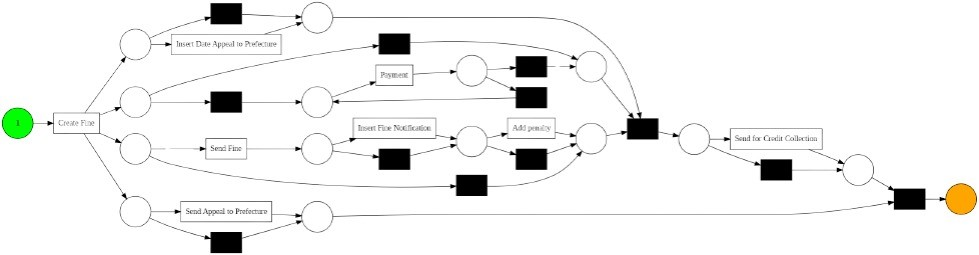 Insert Date Appeal to Prefecture
Payment
1
Create Fine
Insert Fine Notification
Add penalty
Send Fine
Send for Credit Collection
Send Appeal to Prefecture